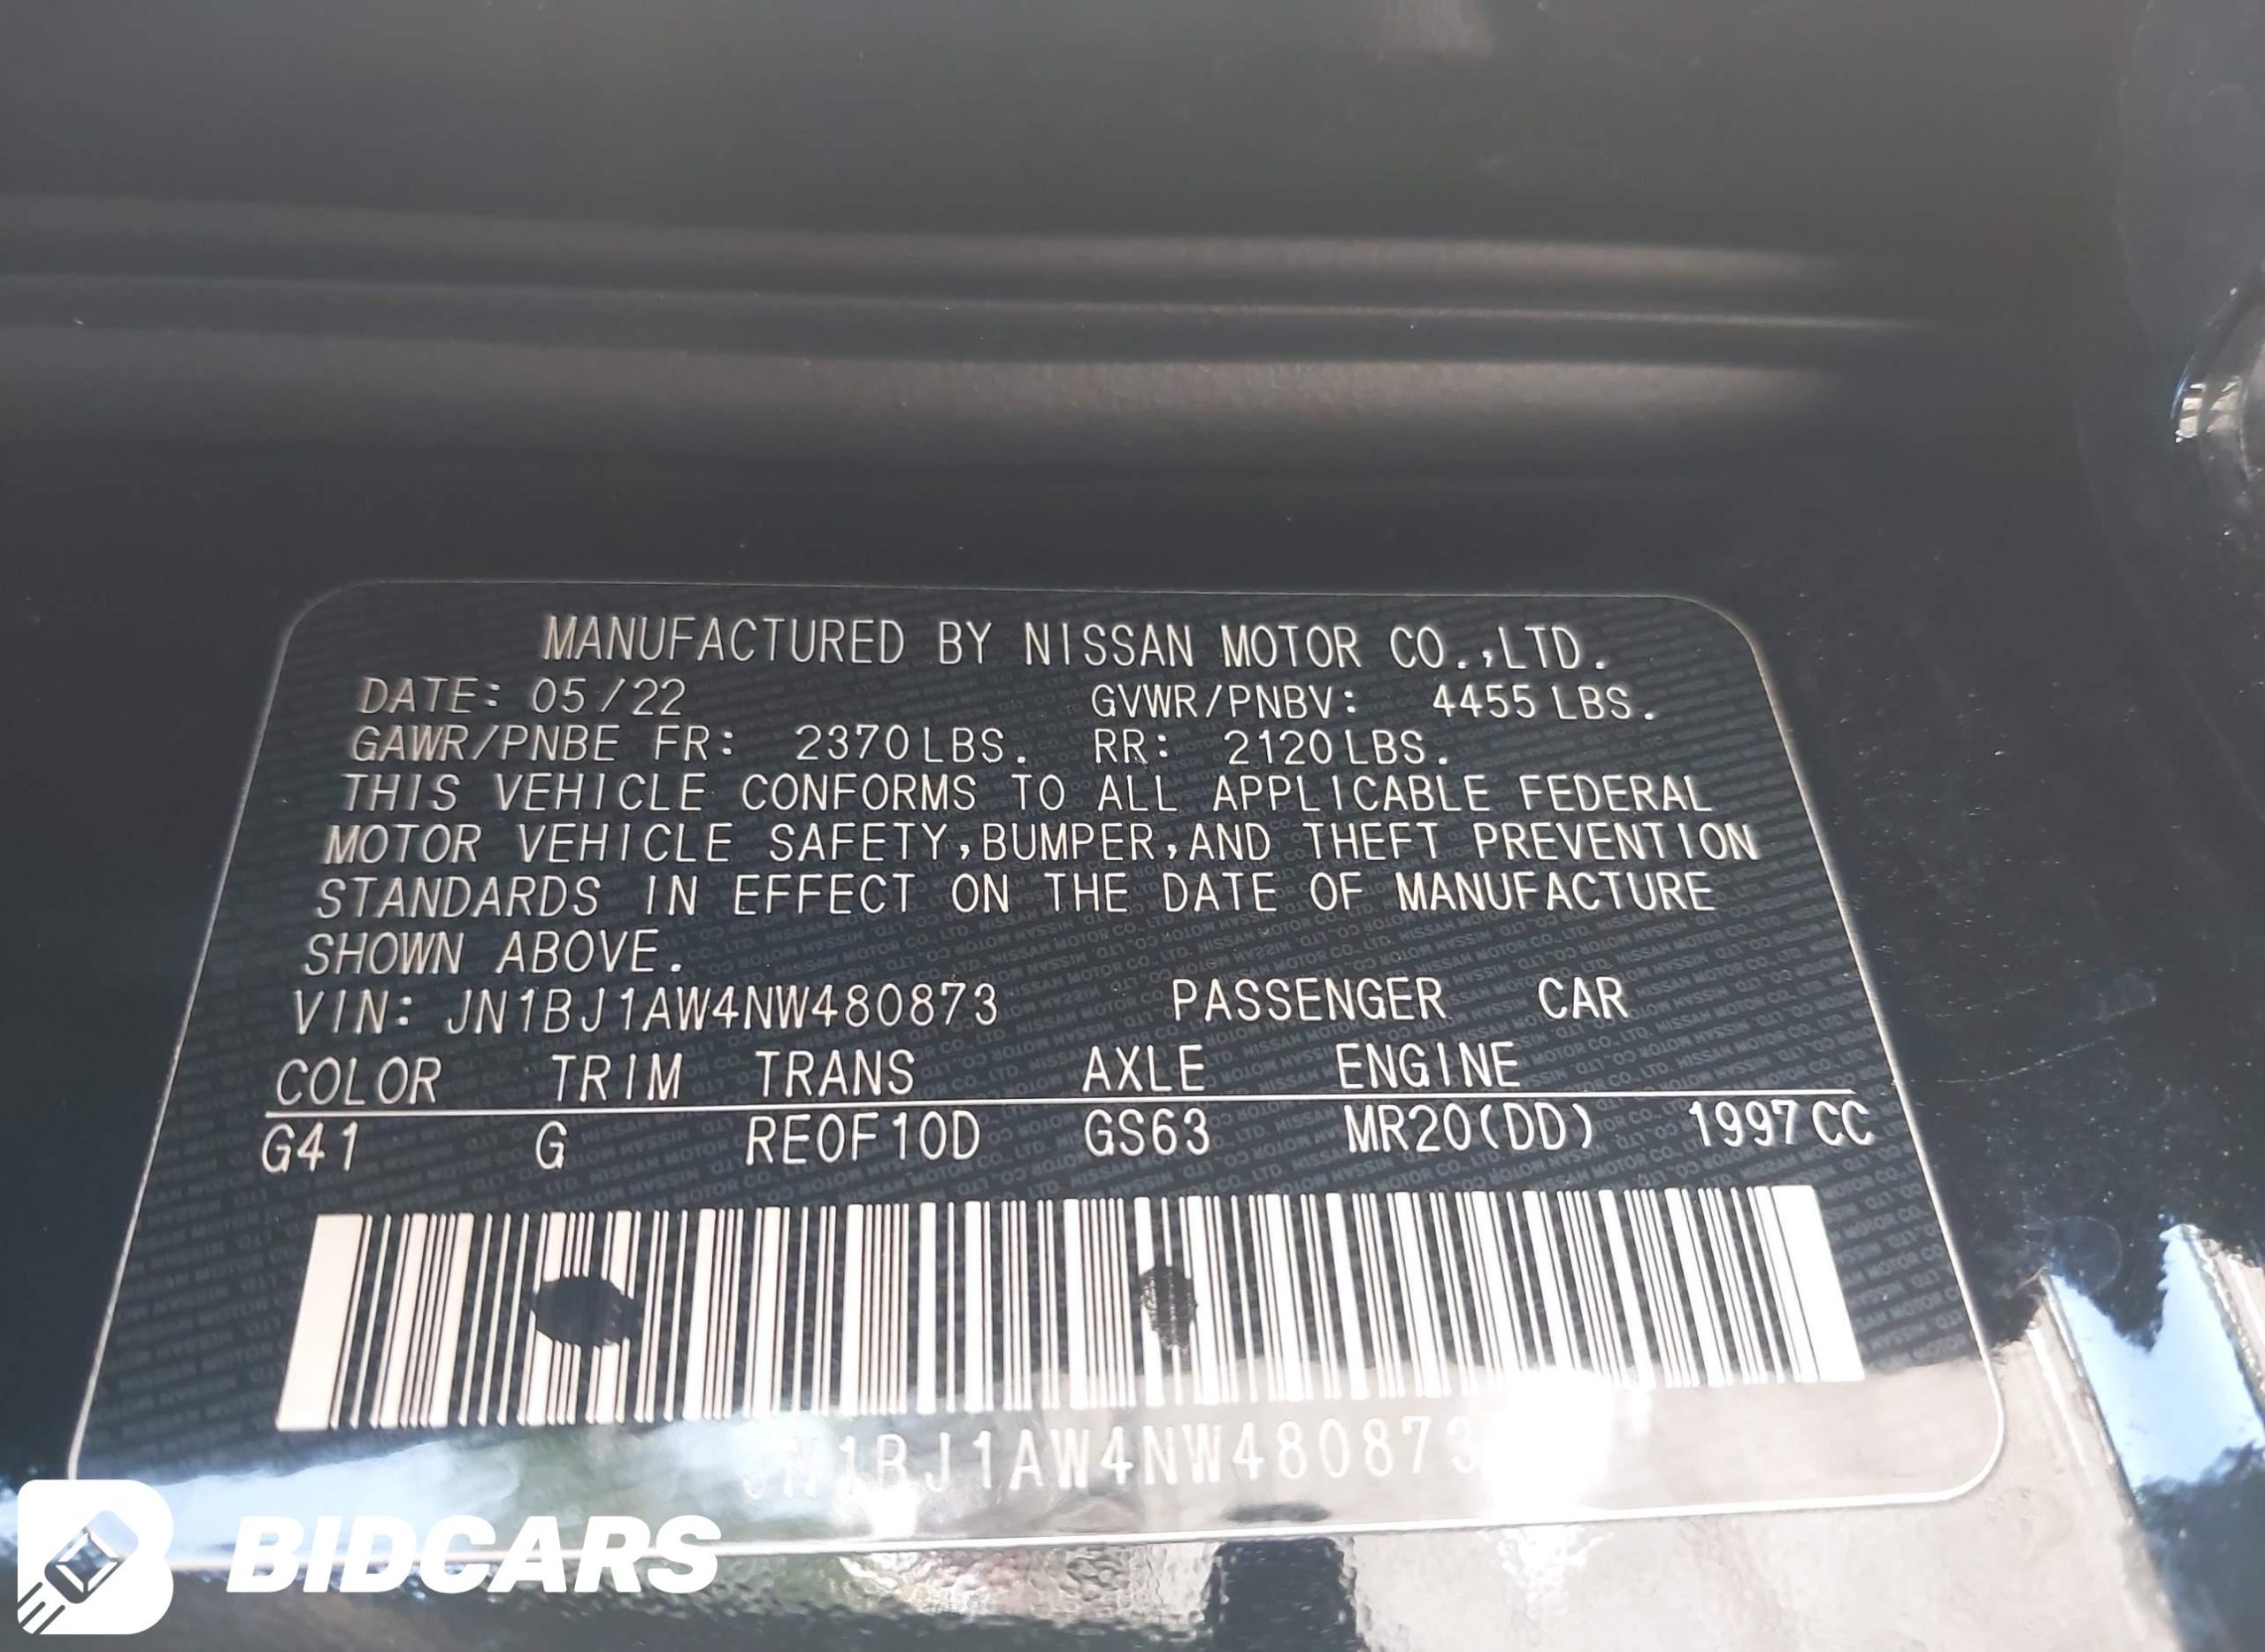 MANUFACTURED BY NISSAN MOTOR CO.,LTD.
DATE: 05/22 GVWR/PNBV: 4455 LBS.
GAWR/PNBE FR: 2370 LBS. RR: 2120 LBS.
THIS VEHICLE CONFORMS TO ALL APPLICABLE FEDERAL
MOTOR VEHICLE SAFETY,BUMPER,AND THEFT PREVENTION
STANDARDS IN EFFECT ON THE DATE OF MANUFACTURE
SHOWN ABOVE.
VIN: JN1BJ1AW4NW480873 PASSENGER CAR
COLOR TRIM TRANS AXLE ENGINE
G41 G RE0F10D GS63 MR20(DD) 1997 CC
JN1BJ1AW4NW480873
BIDCARS